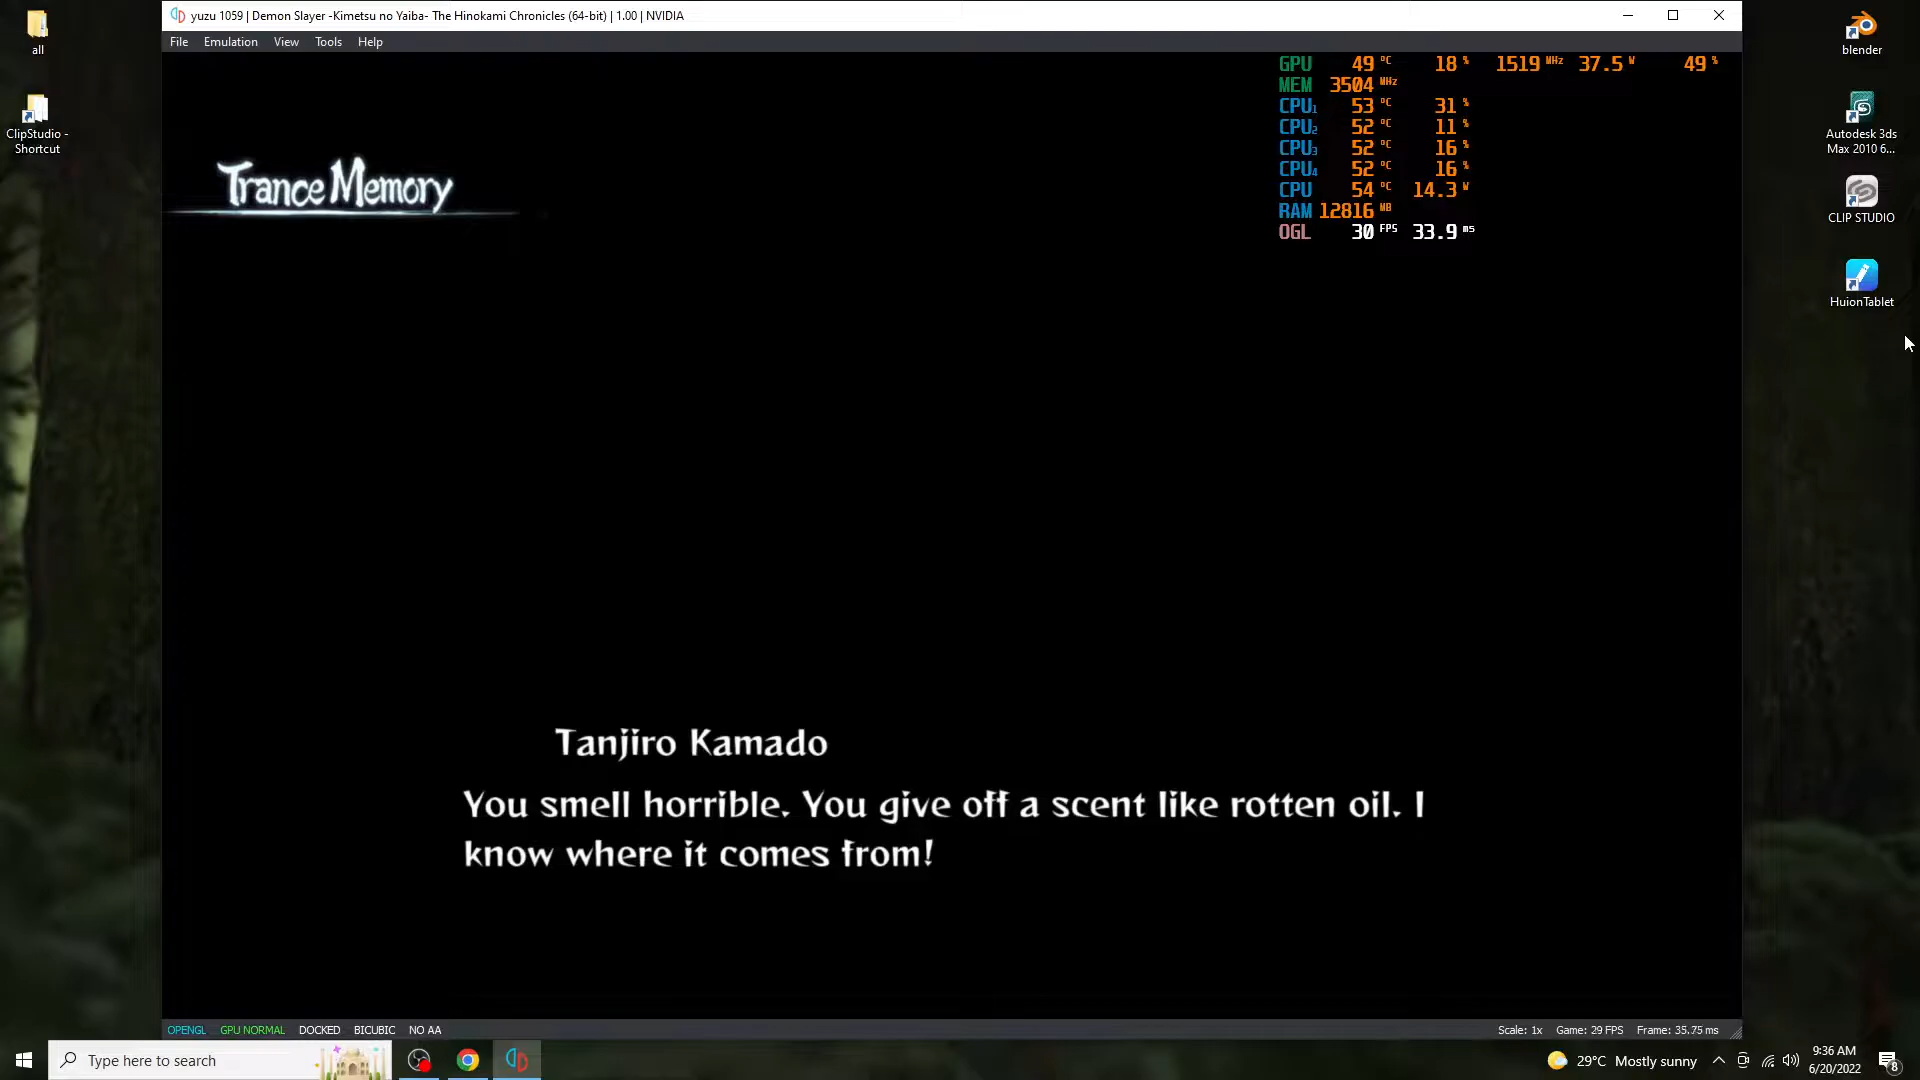 yuzu 1059 | Demon Slayer -Kimetsu no Yaiba- The Hinokami Chronicles (64-bit) | 1.00 | NVIDIA
File Emulation View Tools Help
all
ClipStudio -
Shortcut
blender
Autodesk 3ds
Max 2010 6...
CLIP STUDIO
HuionTablet
GPU 49 °C 18 % 1519 MHz 37.5 W 49 %
MEM 3504 MHz
CPU1 53 °C 31 %
CPU2 52 °C 11 %
CPU3 52 °C 16 %
CPU4 52 °C 16 %
CPU 54 °C 14.3 W
RAM 12816 MB
OGL 30 FPS 33.9 ms
Trance Memory
Tanjiro Kamado
You smell horrible. You give off a scent like rotten oil. I
know where it comes from!
OPENGL GPU NORMAL DOCKED BICUBIC NO AA Scale: 1x Game: 29 FPS Frame: 35.75 ms
Type here to search
29°C Mostly sunny
9:36 AM
6/20/2022
8